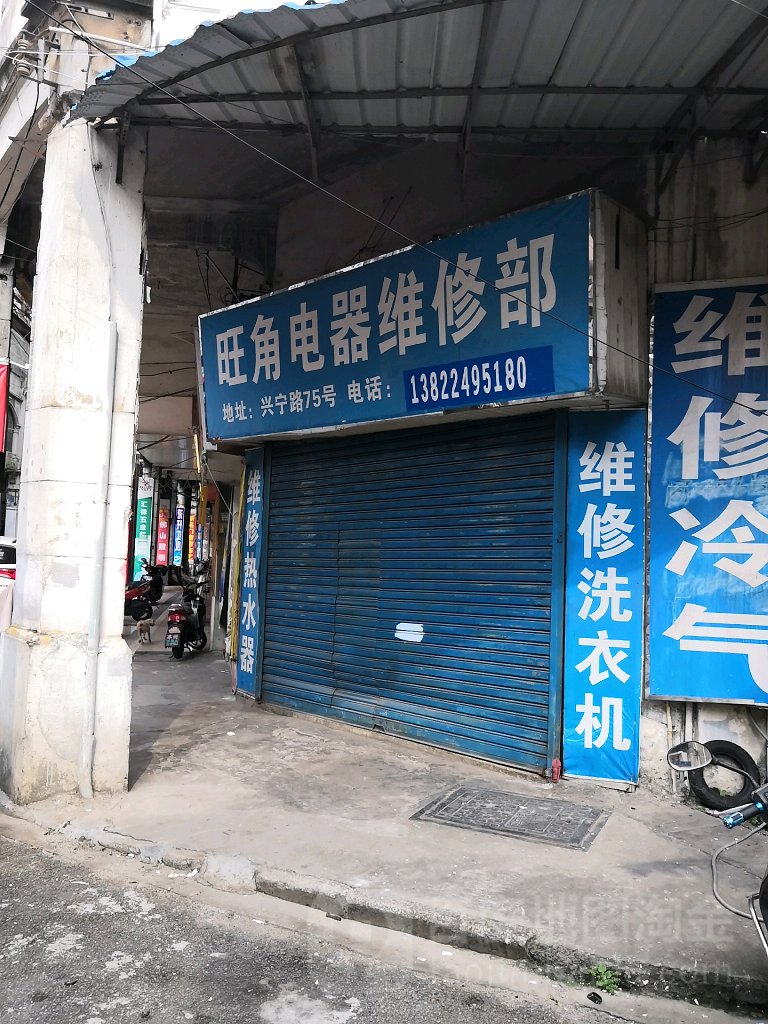 旺角电器维修部
地址：兴宁路75号 电话：13822495180
维修热水器
维修洗衣机
维修冷气